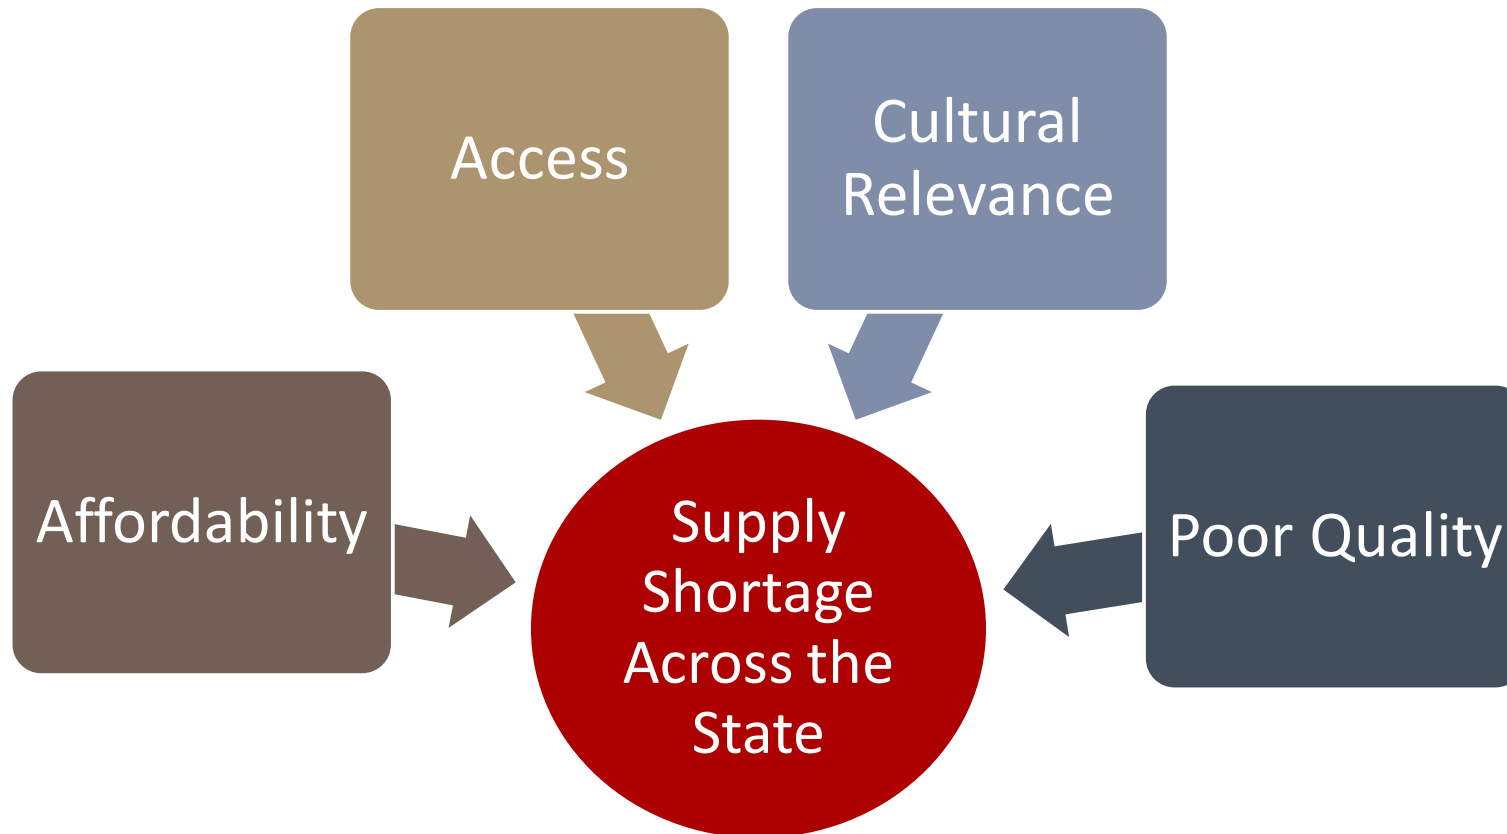 Access
Cultural
Relevance
Affordability
Supply
Shortage
Across the
State
Poor Quality